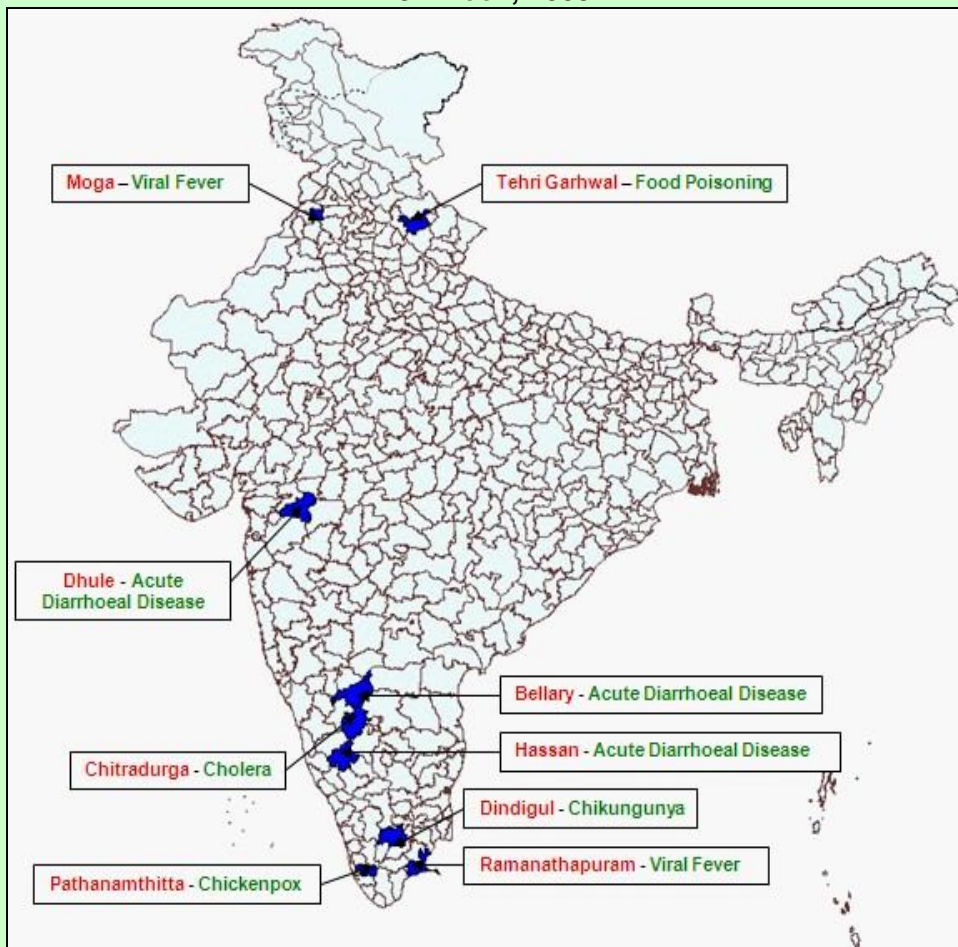 Moga – Viral Fever
Tehri Garhwal – Food Poisoning
Dhule - Acute
Diarrhoeal Disease
Bellary - Acute Diarrhoeal Disease
Hassan - Acute Diarrhoeal Disease
Chitradurga - Cholera
Dindigul - Chikungunya
Ramanathapuram - Viral Fever
Pathanamthitta - Chickenpox